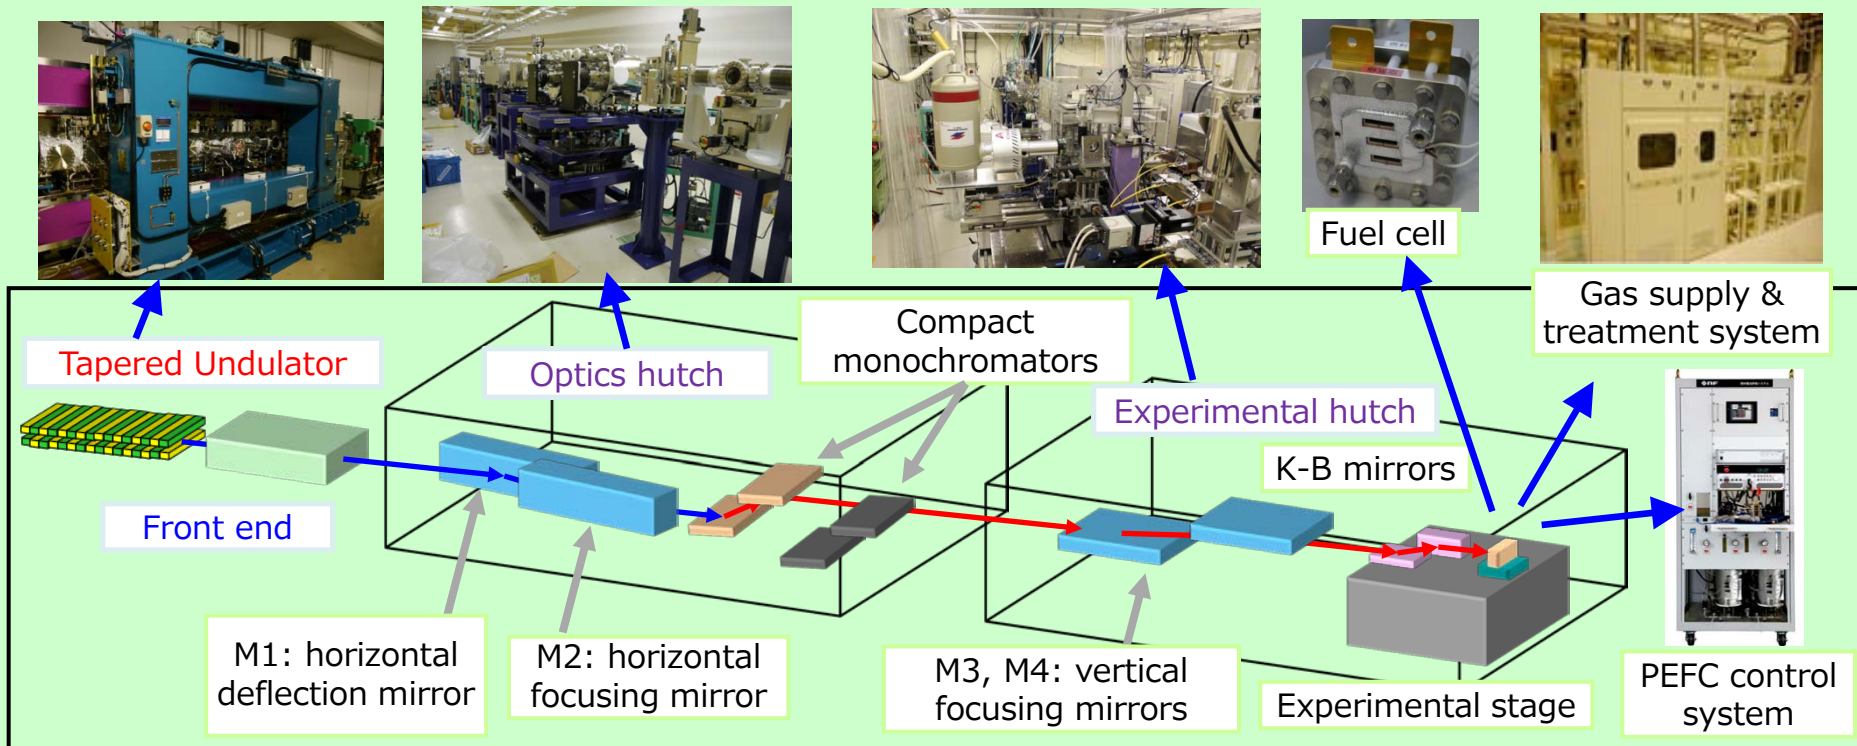 Fuel cell
Gas supply &
treatment system
Compact
monochromators
Tapered Undulator
Optics hutch
Experimental hutch
K-B mirrors
Front end
M1: horizontal
deflection mirror
M2: horizontal
focusing mirror
M3, M4: vertical
focusing mirrors
Experimental stage
PEFC control
system